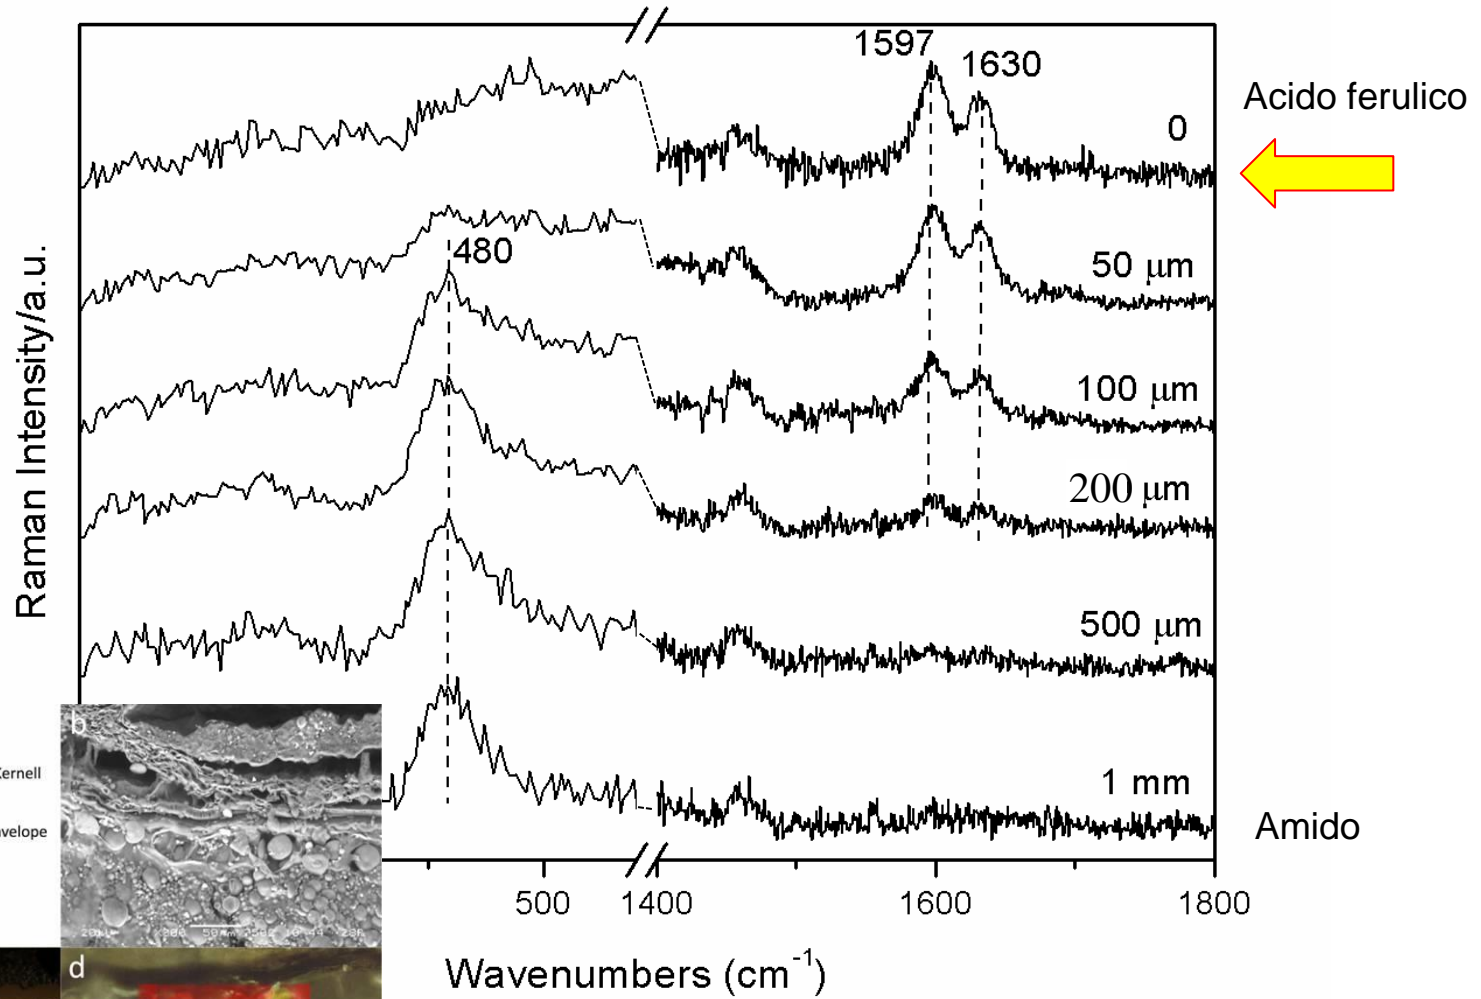 1597
1630
Acido ferulico
0
50 μm
480
100 μm
200 μm
500 μm
1 mm
Amido
Raman Intensity/a.u.
b
Kernell
nvelope
500 1400 1600 1800
d
Wavenumbers (cm⁻¹)